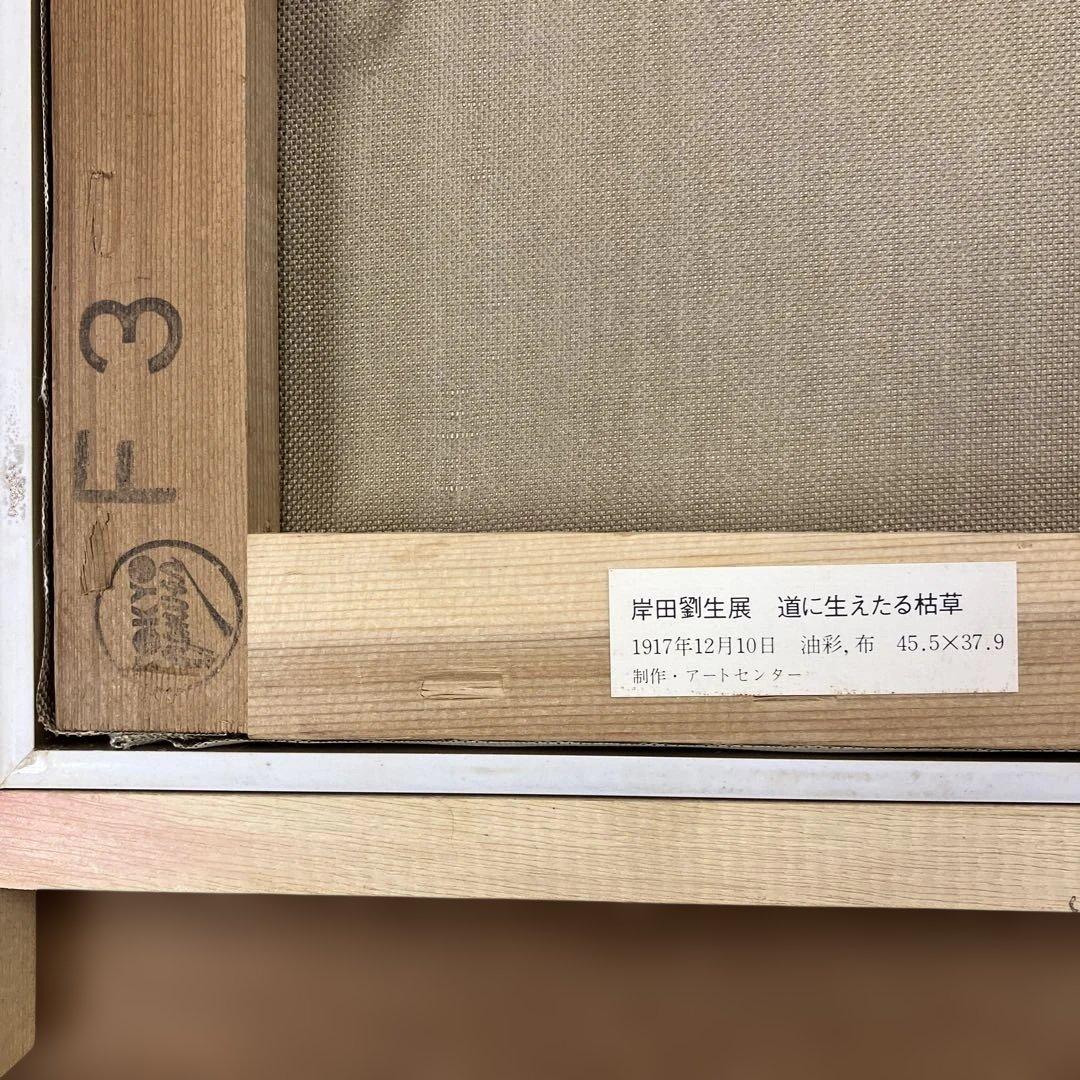 F 3
TOKYO
岸田劉生展 道に生えたる枯草
1917年12月10日 油彩, 布 45.5×37.9
制作・アートセンター